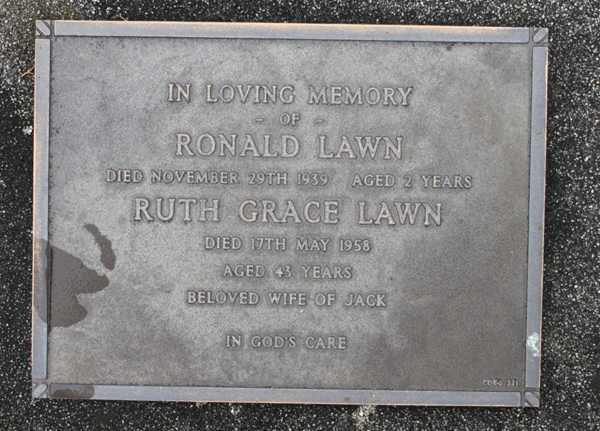 IN LOVING MEMORY
- OF -
RONALD LAWN
DIED NOVEMBER 29TH 1939 AGED 2 YEARS
RUTH GRACE LAWN
DIED 17TH MAY 1958
AGED 43 YEARS
BELOVED WIFE OF JACK
IN GOD'S CARE